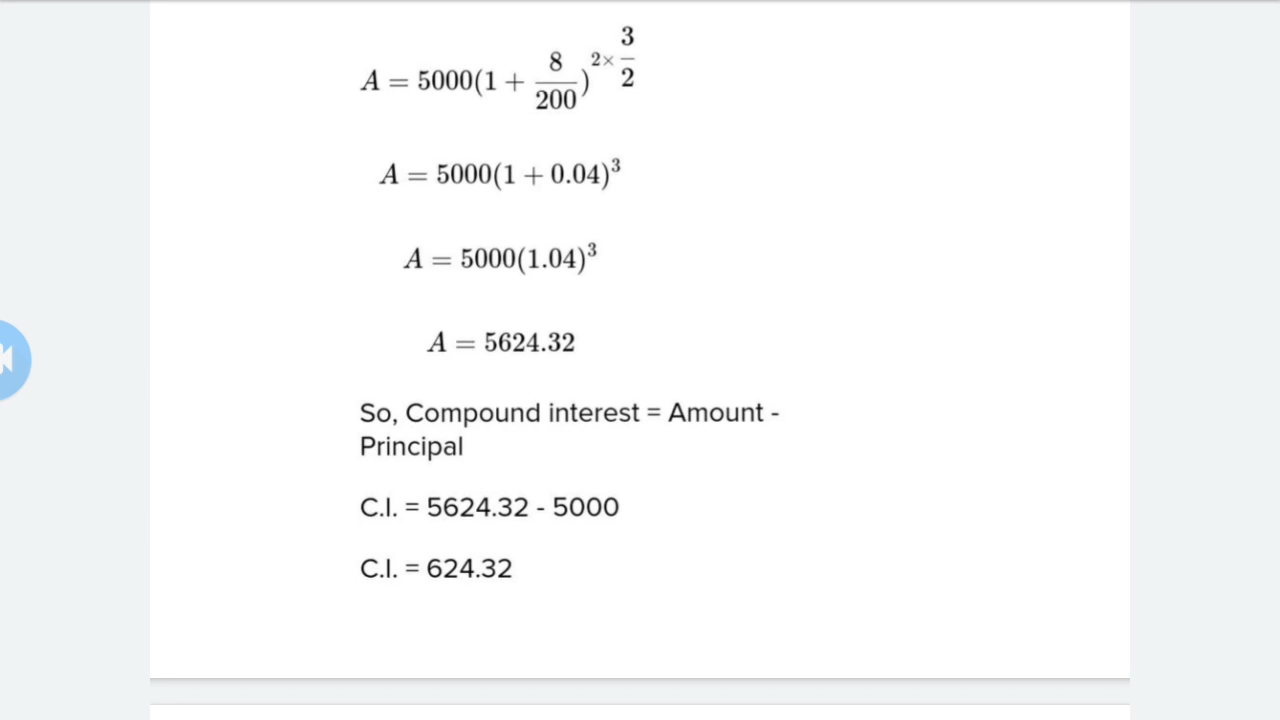 A = 5000(1 + 8/200)^{2×3/2}
A = 5000(1 + 0.04)³
A = 5000(1.04)³
A = 5624.32
So, Compound interest = Amount -
Principal
C.I. = 5624.32 - 5000
C.I. = 624.32